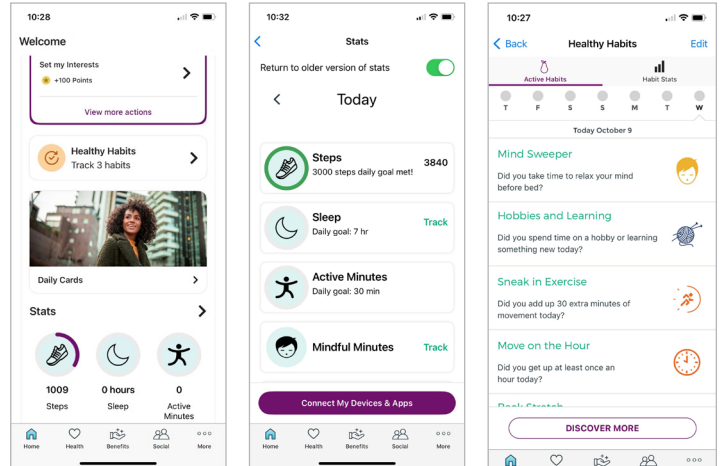 10:28
Welcome
Set my Interests
+100 Points
View more actions
Healthy Habits
Track 3 habits
Daily Cards
Stats
1009
Steps
0 hours
Sleep
0
Active
Minutes
Home
Health
Benefits
Social
More
10:32
Stats
Return to older version of stats
Today
Steps
3000 steps daily goal met!
3840
Sleep
Daily goal: 7 hr
Track
Active Minutes
Daily goal: 30 min
Mindful Minutes
Track
Connect My Devices & Apps
Home
Health
Benefits
Social
More
10:27
Back
Healthy Habits
Edit
Active Habits
Habit Stats
T F S S M T W
Today October 9
Mind Sweeper
Did you take time to relax your mind
before bed?
Hobbies and Learning
Did you spend time on a hobby or learning
something new today?
Sneak in Exercise
Did you add up 30 extra minutes of
movement today?
Move on the Hour
Did you get up at least once an
hour today?
Back Stretch
DISCOVER MORE